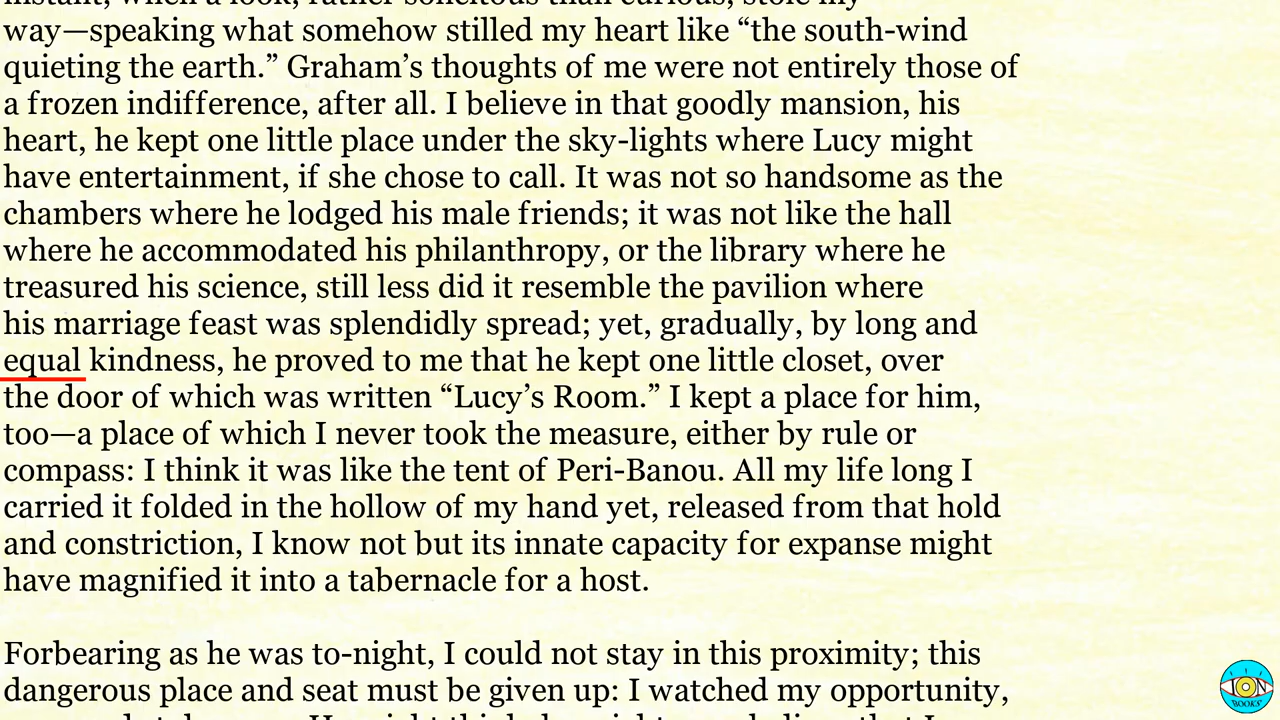 way—speaking what somehow stilled my heart like “the south-wind
quieting the earth.” Graham’s thoughts of me were not entirely those of
a frozen indifference, after all. I believe in that goodly mansion, his
heart, he kept one little place under the sky-lights where Lucy might
have entertainment, if she chose to call. It was not so handsome as the
chambers where he lodged his male friends; it was not like the hall
where he accommodated his philanthropy, or the library where he
treasured his science, still less did it resemble the pavilion where
his marriage feast was splendidly spread; yet, gradually, by long and
equal kindness, he proved to me that he kept one little closet, over
the door of which was written “Lucy’s Room.” I kept a place for him,
too—a place of which I never took the measure, either by rule or
compass: I think it was like the tent of Peri-Banou. All my life long I
carried it folded in the hollow of my hand yet, released from that hold
and constriction, I know not but its innate capacity for expanse might
have magnified it into a tabernacle for a host.
Forbearing as he was to-night, I could not stay in this proximity; this
dangerous place and seat must be given up: I watched my opportunity,
ION
BOOKS